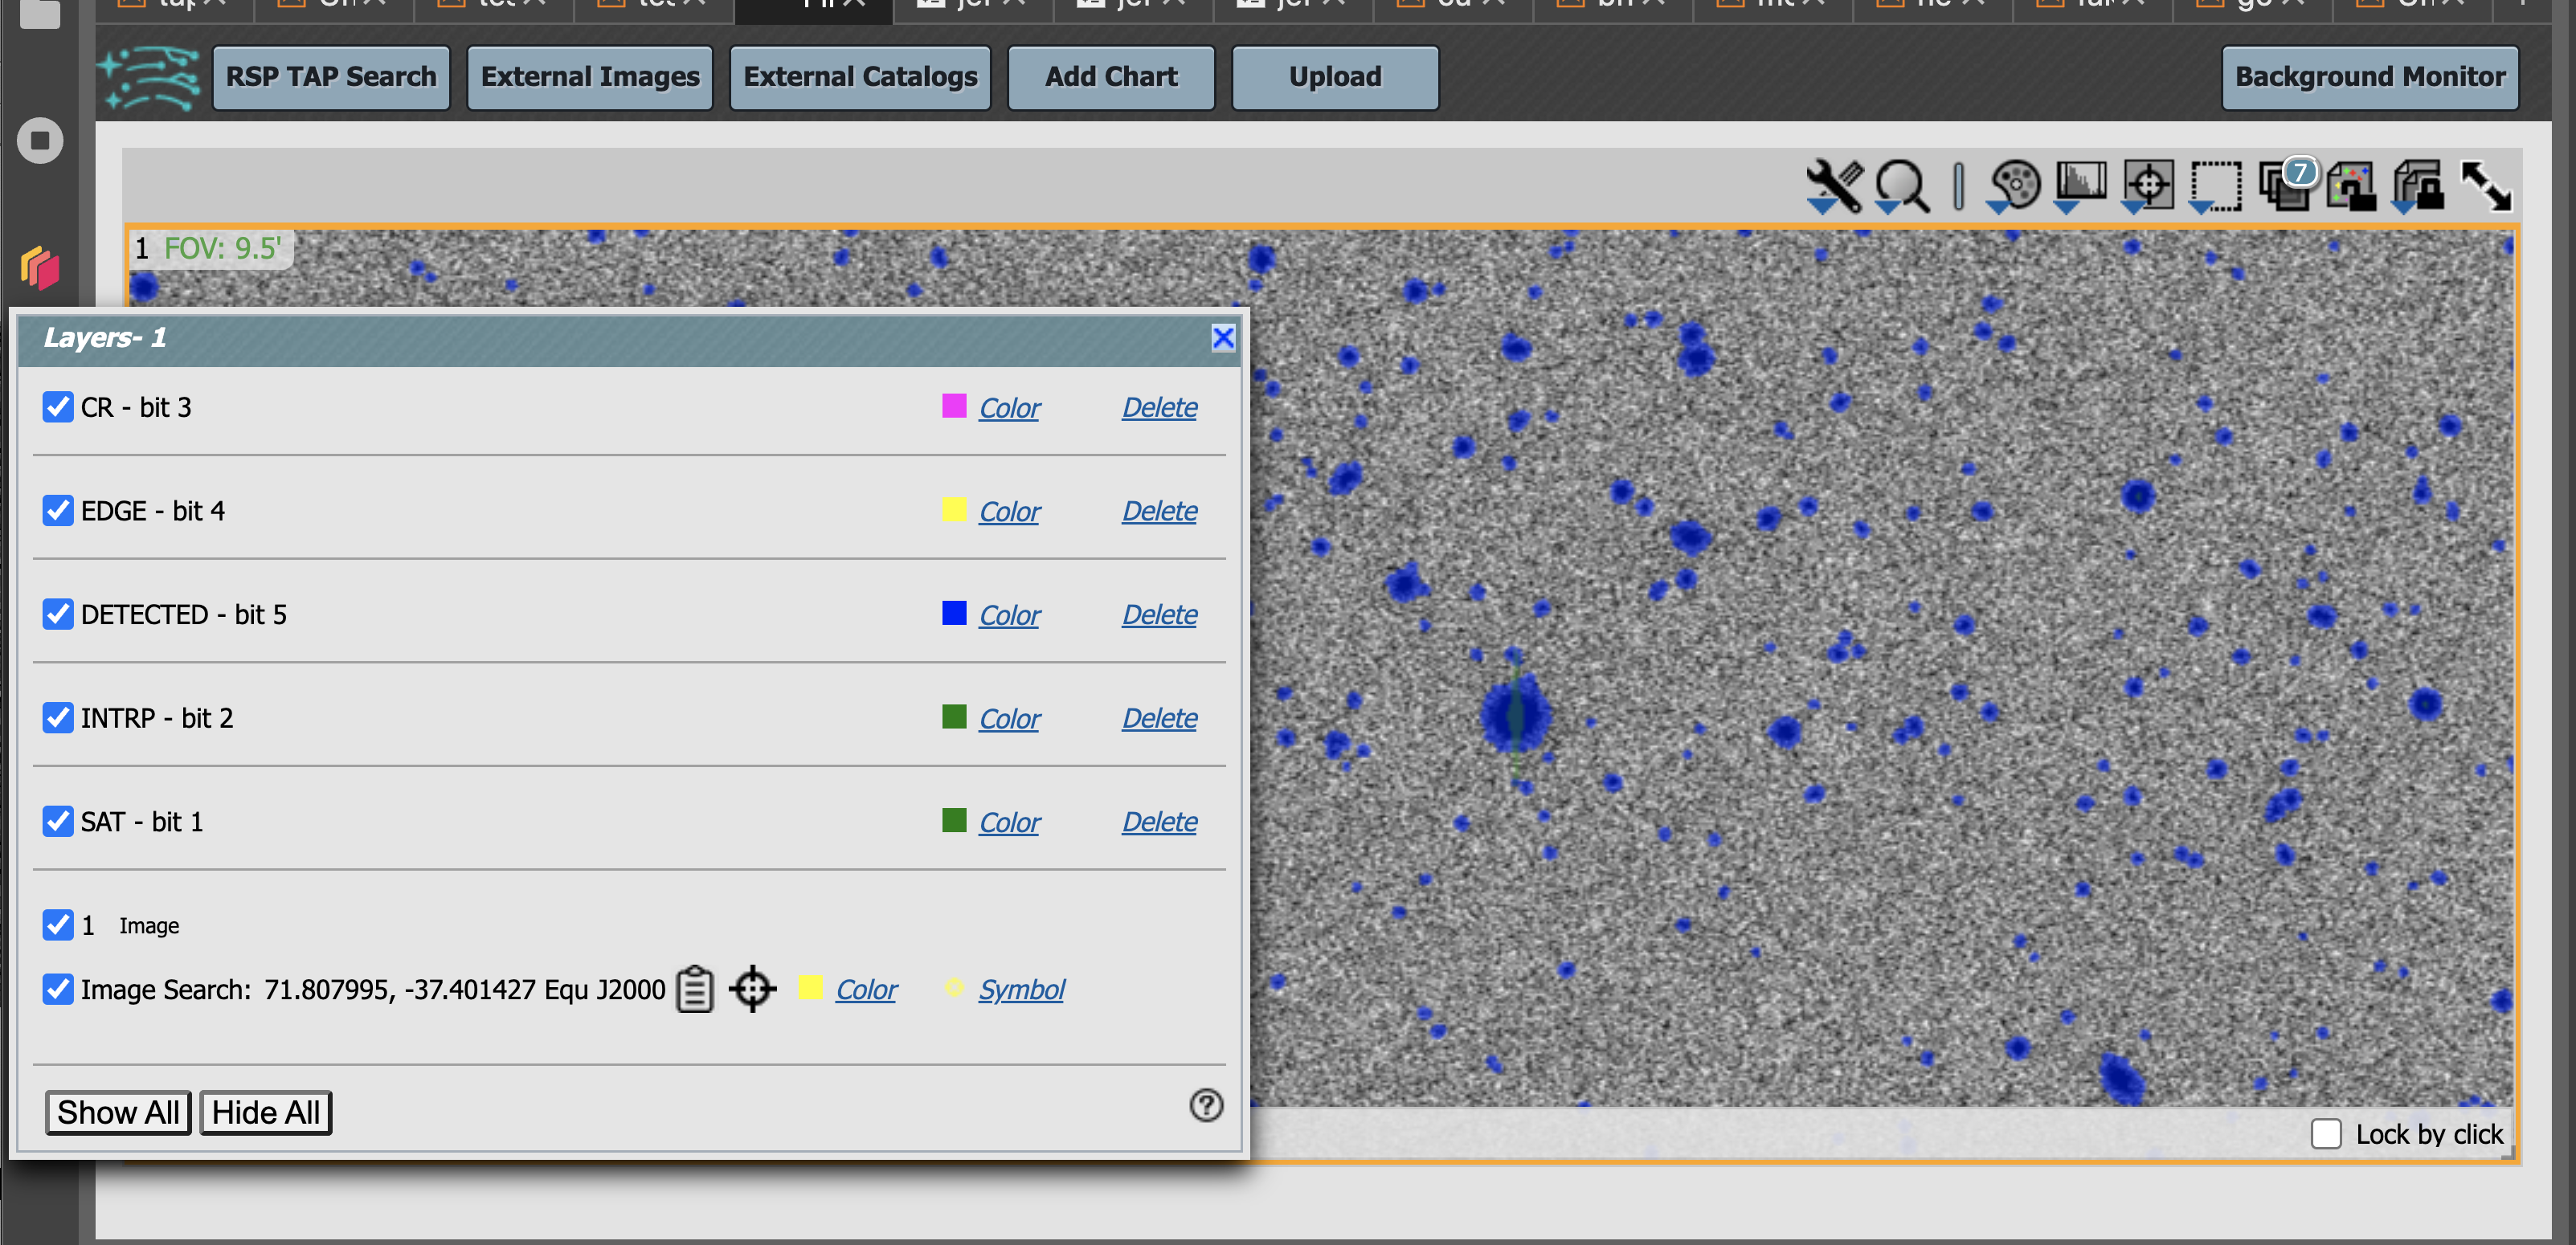 RSP TAP Search
External Images
External Catalogs
Add Chart
Upload
Background Monitor
7
1 FOV: 9.5'
Layers- 1
CR - bit 3 Color Delete
EDGE - bit 4 Color Delete
DETECTED - bit 5 Color Delete
INTRP - bit 2 Color Delete
SAT - bit 1 Color Delete
1 Image
Image Search: 71.807995, -37.401427 Equ J2000 Color Symbol
Show All Hide All
Lock by click